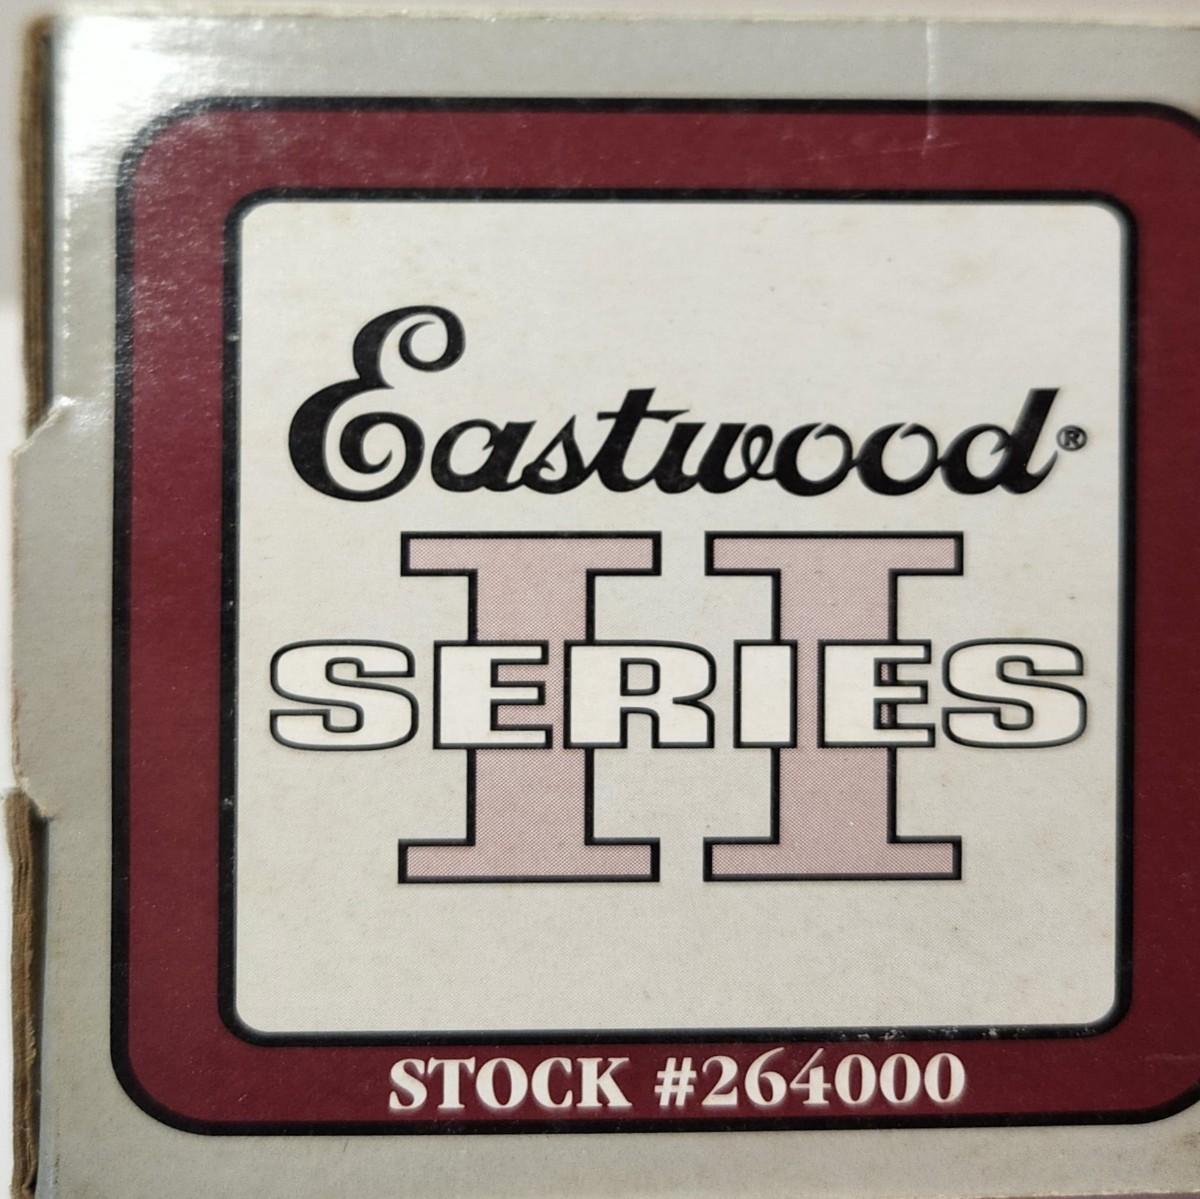 Eastwood®
II
SERIES
STOCK #264000